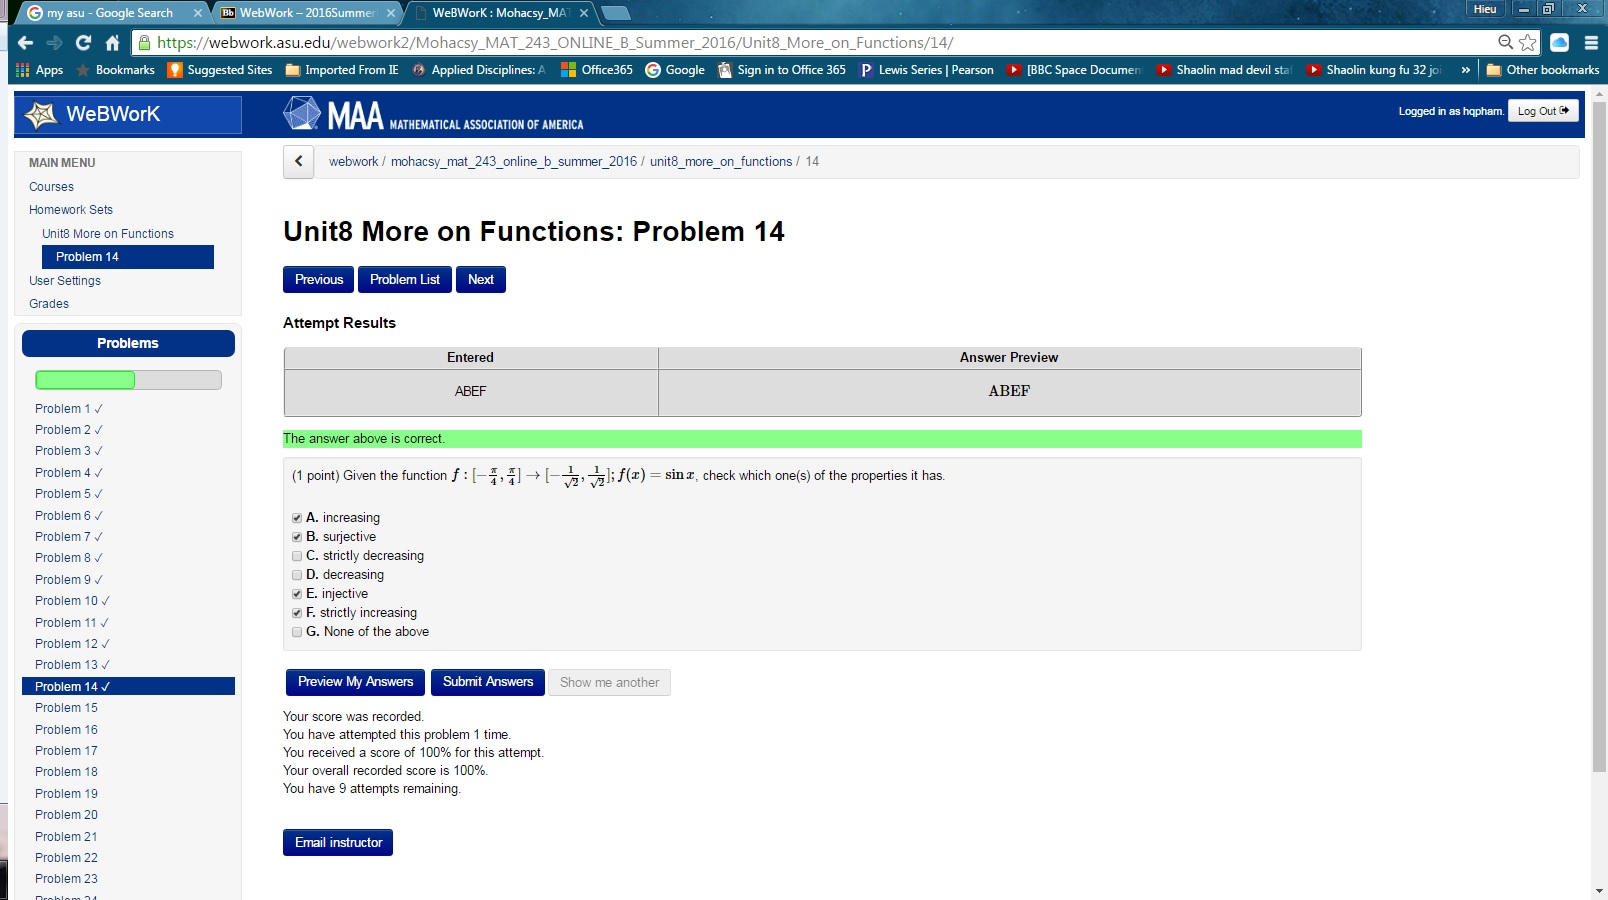 my asu - Google Search
WebWork – 2016Summer
WeBWorK : Mohacsy_MAT
Hieu
https://webwork.asu.edu/webwork2/Mohacsy_MAT_243_ONLINE_B_Summer_2016/Unit8_More_on_Functions/14/
Apps Bookmarks Suggested Sites Imported From IE Applied Disciplines: A Office365 Google Sign in to Office 365 Lewis Series | Pearson [BBC Space Documen Shaolin mad devil sta Shaolin kung fu 32 joi » Other bookmarks
WeBWorK
MAA MATHEMATICAL ASSOCIATION OF AMERICA
Logged in as hqpham. Log Out
MAIN MENU
Courses
Homework Sets
Unit8 More on Functions
Problem 14
User Settings
Grades
Problems
Problem 1 ✓
Problem 2 ✓
Problem 3 ✓
Problem 4 ✓
Problem 5 ✓
Problem 6 ✓
Problem 7 ✓
Problem 8 ✓
Problem 9 ✓
Problem 10 ✓
Problem 11 ✓
Problem 12 ✓
Problem 13 ✓
Problem 14 ✓
Problem 15
Problem 16
Problem 17
Problem 18
Problem 19
Problem 20
Problem 21
Problem 22
Problem 23
Problem 24
webwork / mohacsy_mat_243_online_b_summer_2016 / unit8_more_on_functions / 14
Unit8 More on Functions: Problem 14
Previous Problem List Next
Attempt Results
Entered Answer Preview
ABEF ABEF
The answer above is correct.
(1 point) Given the function f : [−π/4, π/4] → [−1/√2, 1/√2]; f(x) = sin x, check which one(s) of the properties it has.
A. increasing
B. surjective
C. strictly decreasing
D. decreasing
E. injective
F. strictly increasing
G. None of the above
Preview My Answers Submit Answers Show me another
Your score was recorded.
You have attempted this problem 1 time.
You received a score of 100% for this attempt.
Your overall recorded score is 100%.
You have 9 attempts remaining.
Email instructor